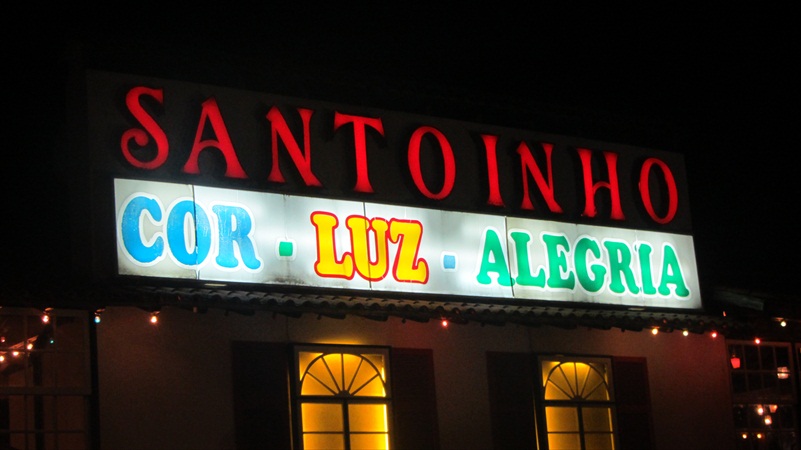 SANTOINHO
COR · LUZ · ALEGRIA